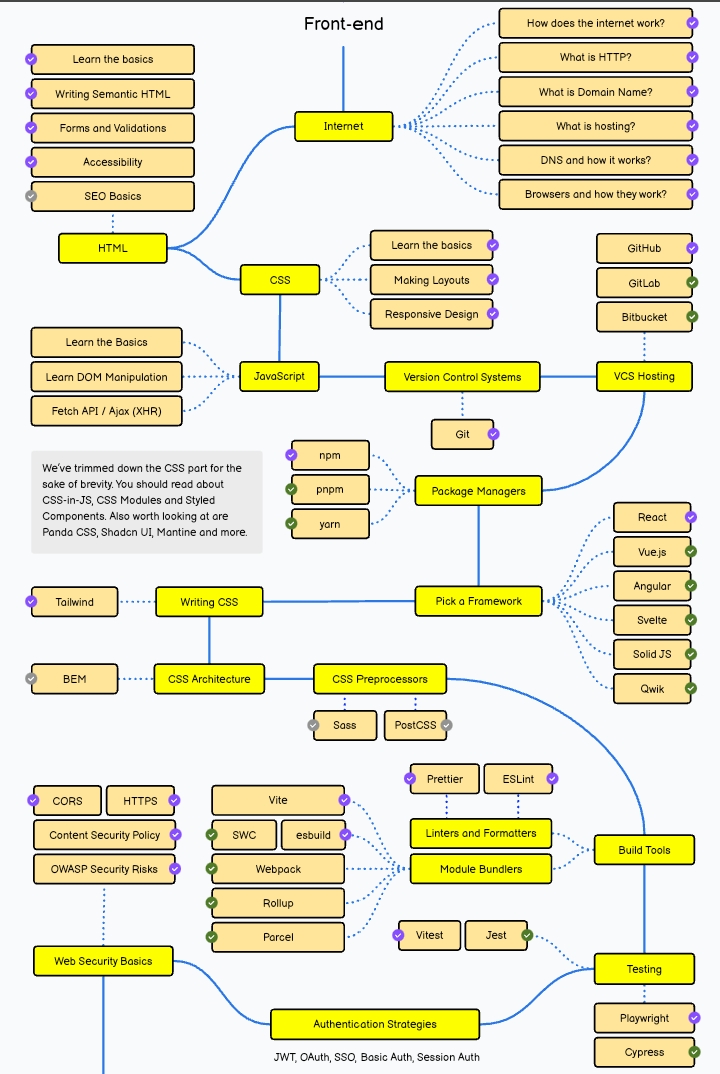 Front-end
How does the internet work?
What is HTTP?
What is Domain Name?
What is hosting?
DNS and how it works?
Browsers and how they work?
Internet
Learn the basics
Writing Semantic HTML
Forms and Validations
Accessibility
SEO Basics
HTML
CSS
Learn the basics
Making Layouts
Responsive Design
GitHub
GitLab
Bitbucket
Learn the Basics
Learn DOM Manipulation
Fetch API / Ajax (XHR)
JavaScript
Version Control Systems
VCS Hosting
Git
We've trimmed down the CSS part for the
sake of brevity. You should read about
CSS-in-JS, CSS Modules and Styled
Components. Also worth looking at are
Panda CSS, Shadcn UI, Mantine and more.
npm
pnpm
yarn
Package Managers
React
Vue.js
Angular
Svelte
Solid JS
Qwik
Tailwind
Writing CSS
Pick a Framework
BEM
CSS Architecture
CSS Preprocessors
Sass
PostCSS
CORS
HTTPS
Content Security Policy
OWASP Security Risks
Vite
SWC
esbuild
Webpack
Rollup
Parcel
Prettier
ESLint
Linters and Formatters
Module Bundlers
Build Tools
Vitest
Jest
Web Security Basics
Testing
Playwright
Cypress
Authentication Strategies
JWT, OAuth, SSO, Basic Auth, Session Auth